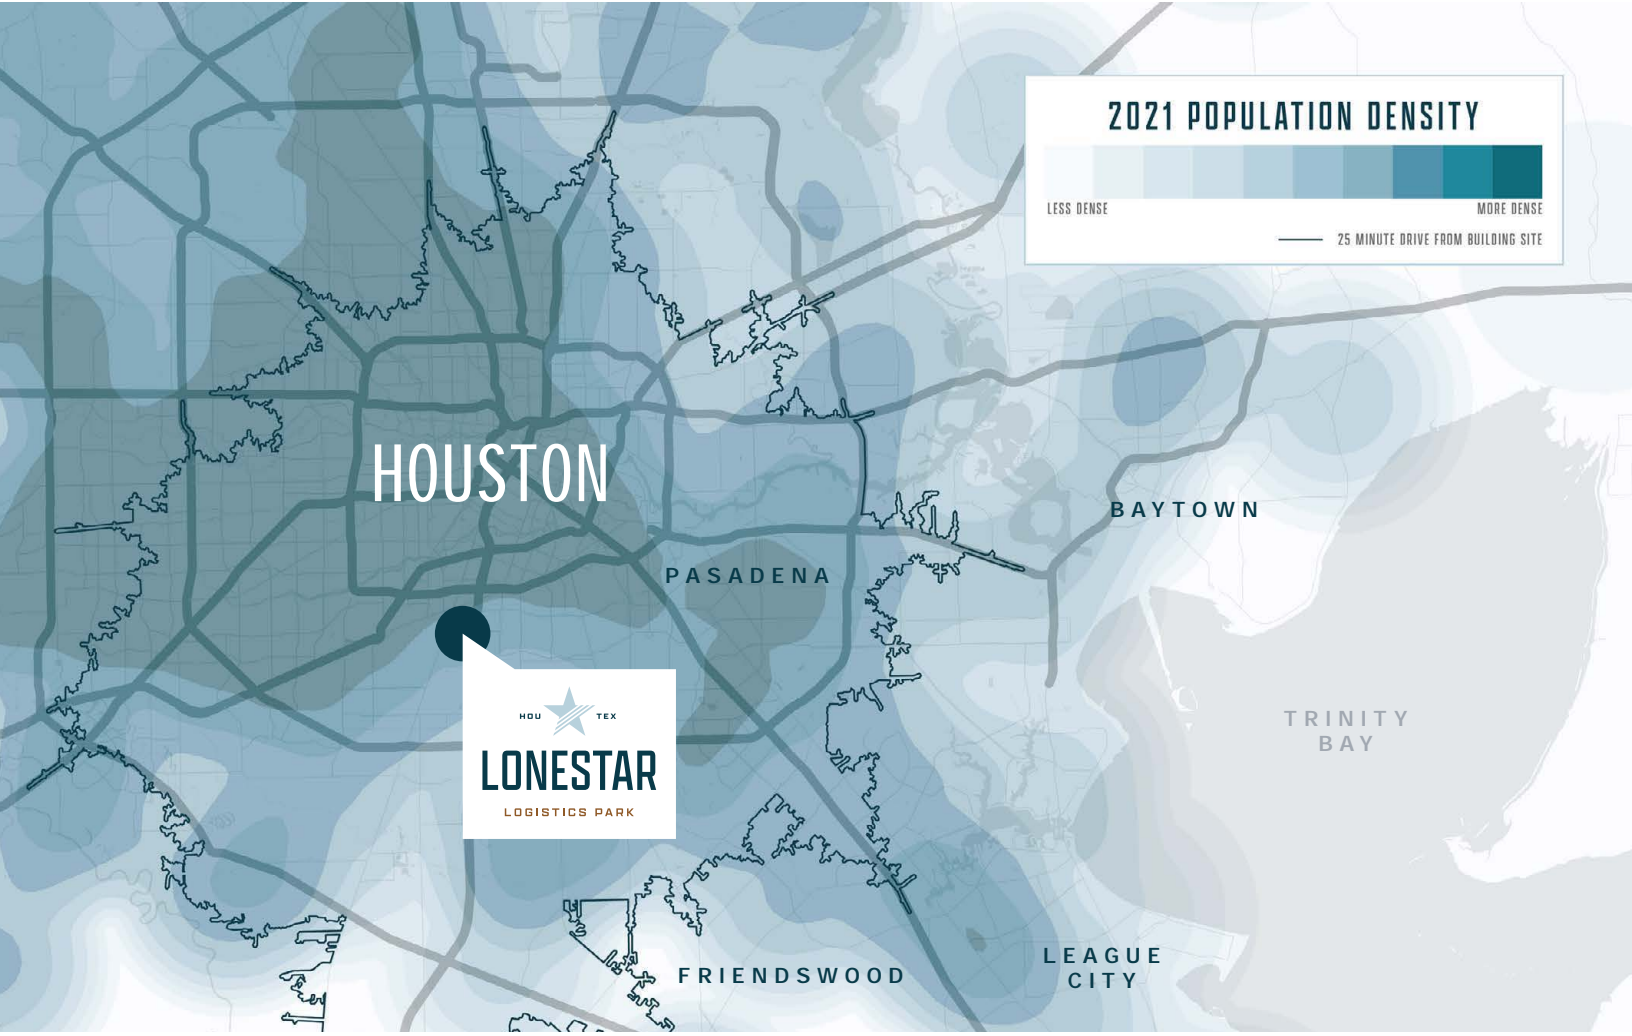 2021 POPULATION DENSITY
LESS DENSE
MORE DENSE
25 MINUTE DRIVE FROM BUILDING SITE
HOUSTON
BAYTOWN
PASADENA
HOU TEX
LONESTAR
LOGISTICS PARK
TRINITY
BAY
FRIENDSWOOD
LEAGUE
CITY